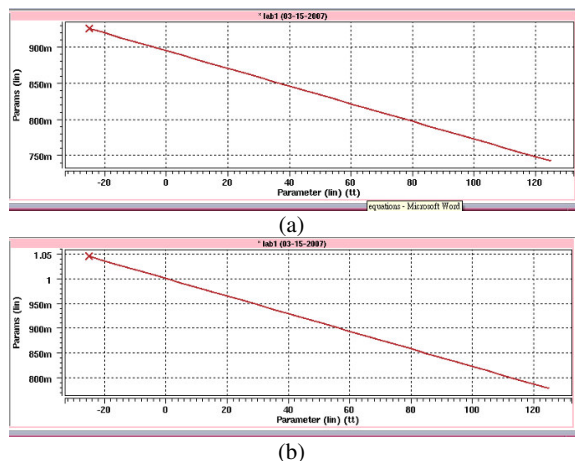 * lab1 (03-15-2007)
900m
850m
800m
750m
Params (lin)
-20 0 20 40 60 80 100 120
Parameter (lin) (tt)
equations - Microsoft Word
(a)
* lab1 (03-15-2007)
1.05
1
950m
900m
850m
800m
Params (lin)
-20 0 20 40 60 80 100 120
Parameter (lin) (tt)
(b)